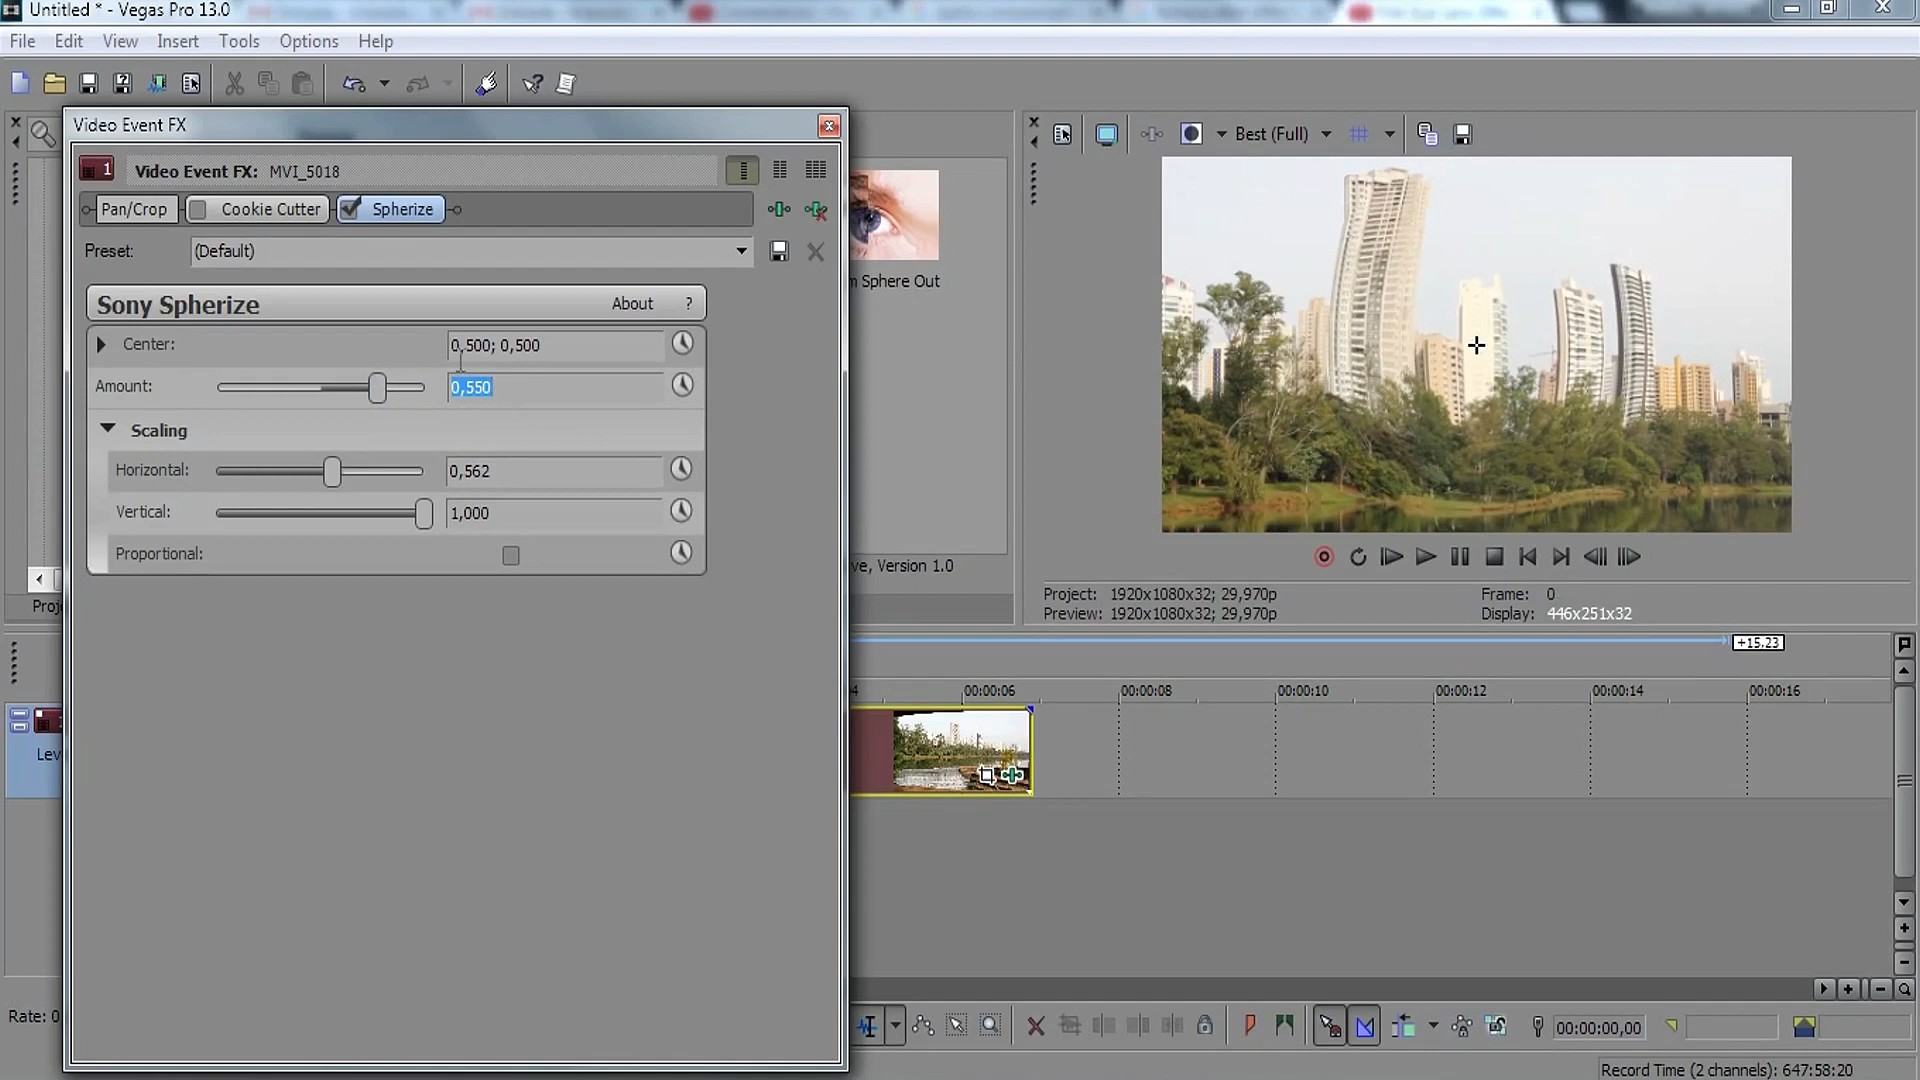 Untitled * - Vegas Pro 13.0
File Edit View Insert Tools Options Help
Video Event FX
Best (Full)
1 Video Event FX: MVI_5018
Pan/Crop Cookie Cutter Spherize
Preset: (Default)
m Sphere Out
Sony Spherize About ?
Center: 0,500; 0,500
Amount: 0,550
Scaling
Horizontal: 0,562
Vertical: 1,000
Proportional:
ve, Version 1.0
Proje
Project: 1920x1080x32; 29,970p Frame: 0
Preview: 1920x1080x32; 29,970p Display: 446x251x32
+15.23
4 00:00:06 00:00:08 00:00:10 00:00:12 00:00:14 00:00:16
Lev
Rate: 0
00:00:00,00
Record Time (2 channels): 647:58:20